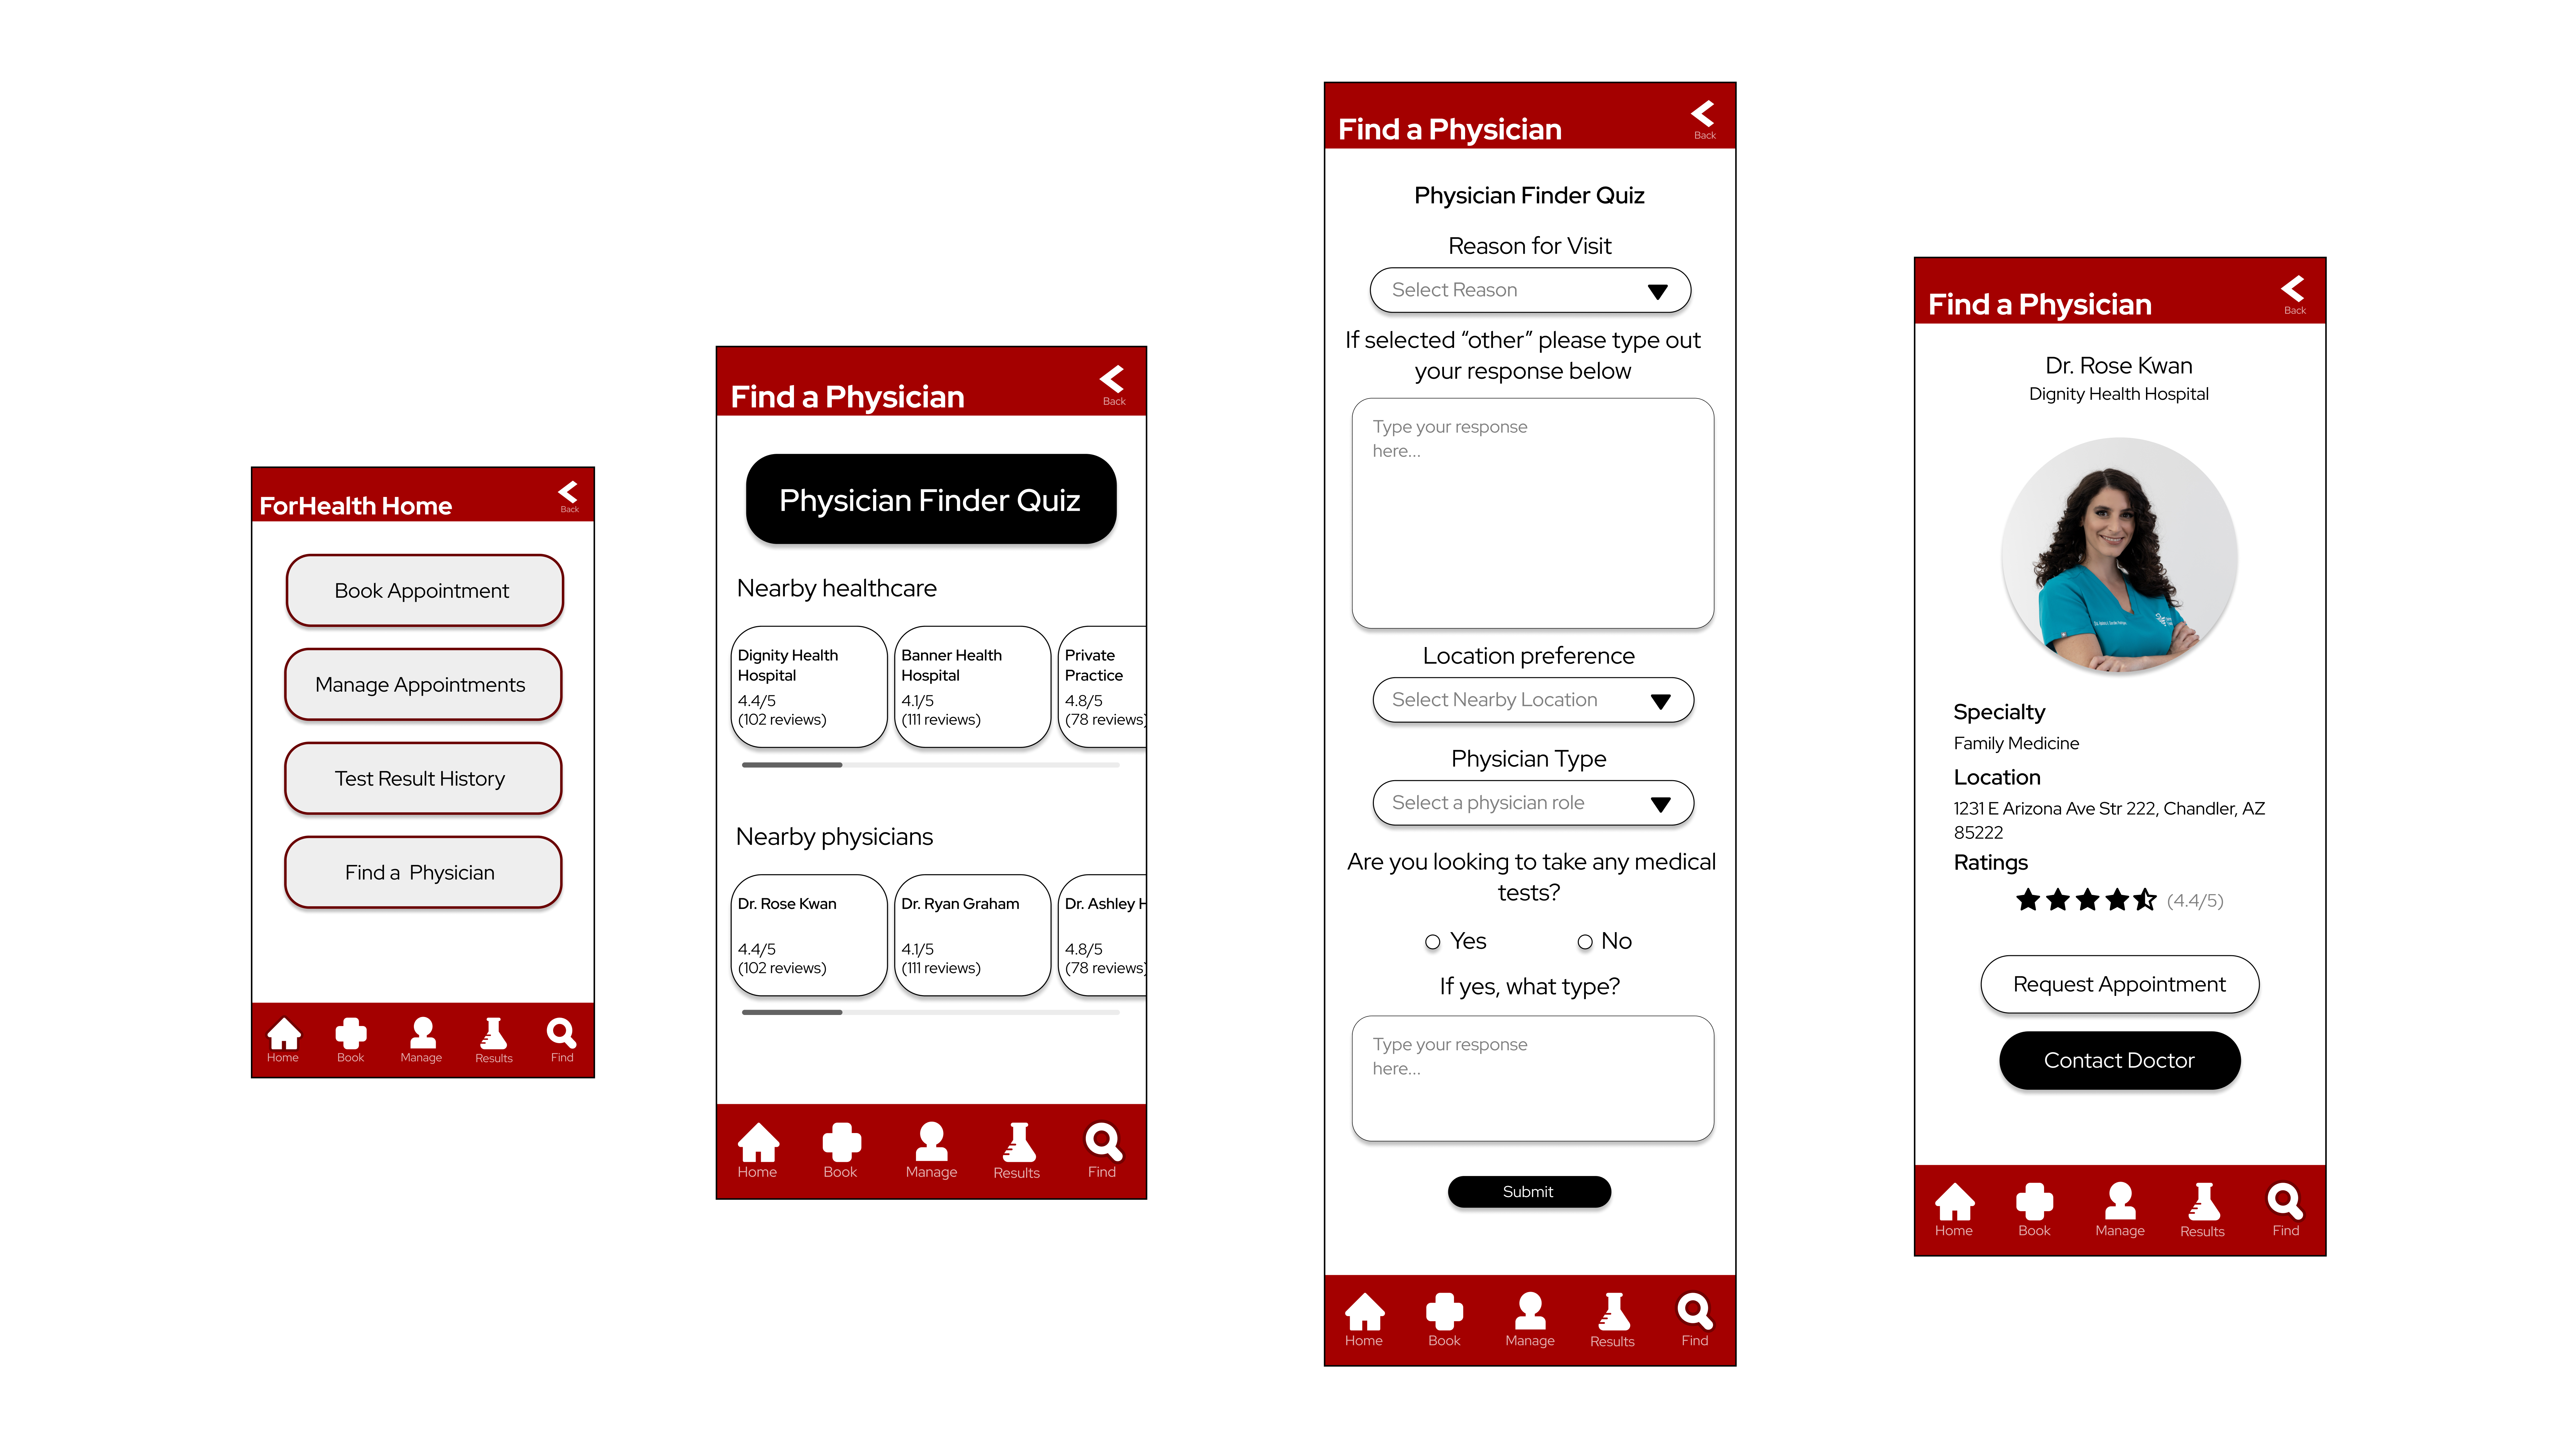 ForHealth Home
Back
Book Appointment
Manage Appointments
Test Result History
Find a  Physician
Home
Book
Manage
Results
Find
Find a Physician
Back
Physician Finder Quiz
Nearby healthcare
Dignity Health
Hospital
4.4/5
(102 reviews)
Banner Health
Hospital
4.1/5
(111 reviews)
Private
Practice
4.8/5
(78 reviews)
Nearby physicians
Dr. Rose Kwan
4.4/5
(102 reviews)
Dr. Ryan Graham
4.1/5
(111 reviews)
Dr. Ashley H
4.8/5
(78 reviews)
Home
Book
Manage
Results
Find
Find a Physician
Back
Physician Finder Quiz
Reason for Visit
Select Reason
If selected “other” please type out
your response below
Type your response
here...
Location preference
Select Nearby Location
Physician Type
Select a physician role
Are you looking to take any medical
tests?
Yes
No
If yes, what type?
Type your response
here...
Submit
Home
Book
Manage
Results
Find
Find a Physician
Back
Dr. Rose Kwan
Dignity Health Hospital
Specialty
Family Medicine
Location
1231 E Arizona Ave Str 222, Chandler, AZ
85222
Ratings
(4.4/5)
Request Appointment
Contact Doctor
Home
Book
Manage
Results
Find